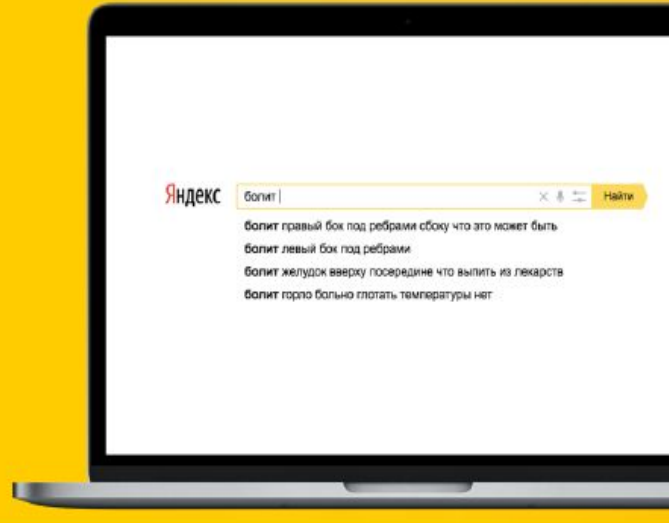 Яндекс
болит
Найти
болит правый бок под ребрами сбоку что это может быть
болит левый бок под ребрами
болит желудок вверху посередине что выпить из лекарств
болит горло больно глотать температуры нет